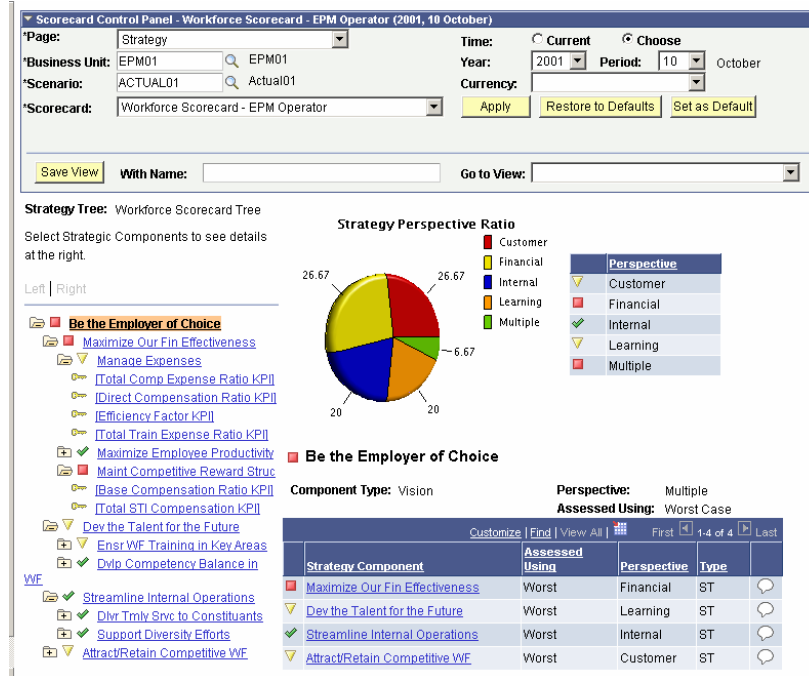 Scorecard Control Panel - Workforce Scorecard - EPM Operator (2001, 10 October)
*Page: Strategy Time: Current Choose
*Business Unit: EPM01 EPM01 Year: 2001 Period: 10 October
*Scenario: ACTUAL01 Actual01 Currency:
*Scorecard: Workforce Scorecard - EPM Operator Apply Restore to Defaults Set as Default
Save View With Name: Go to View:
Strategy Tree: Workforce Scorecard Tree
Select Strategic Components to see details
at the right.
Left | Right
Be the Employer of Choice
Maximize Our Fin Effectiveness
Manage Expenses
[Total Comp Expense Ratio KPI]
[Direct Compensation Ratio KPI]
[Efficiency Factor KPI]
[Total Train Expense Ratio KPI]
Maximize Employee Productivity
Maint Competitive Reward Struc
[Base Compensation Ratio KPI]
[Total STI Compensation KPI]
Dev the Talent for the Future
Ensr WF Training in Key Areas
Dvlp Competency Balance in
WF
Streamline Internal Operations
Dlvr Tmly Srvc to Constituants
Support Diversity Efforts
Attract/Retain Competitive WF
Strategy Perspective Ratio
Customer
Financial
Internal
Learning
Multiple
26.67
26.67
6.67
20
20
Perspective
Customer
Financial
Internal
Learning
Multiple
Be the Employer of Choice
Component Type: Vision Perspective: Multiple
Assessed Using: Worst Case
Customize | Find | View All | First 1-4 of 4 Last
Strategy Component Assessed Using Perspective Type
Maximize Our Fin Effectiveness Worst Financial ST
Dev the Talent for the Future Worst Learning ST
Streamline Internal Operations Worst Internal ST
Attract/Retain Competitive WF Worst Customer ST